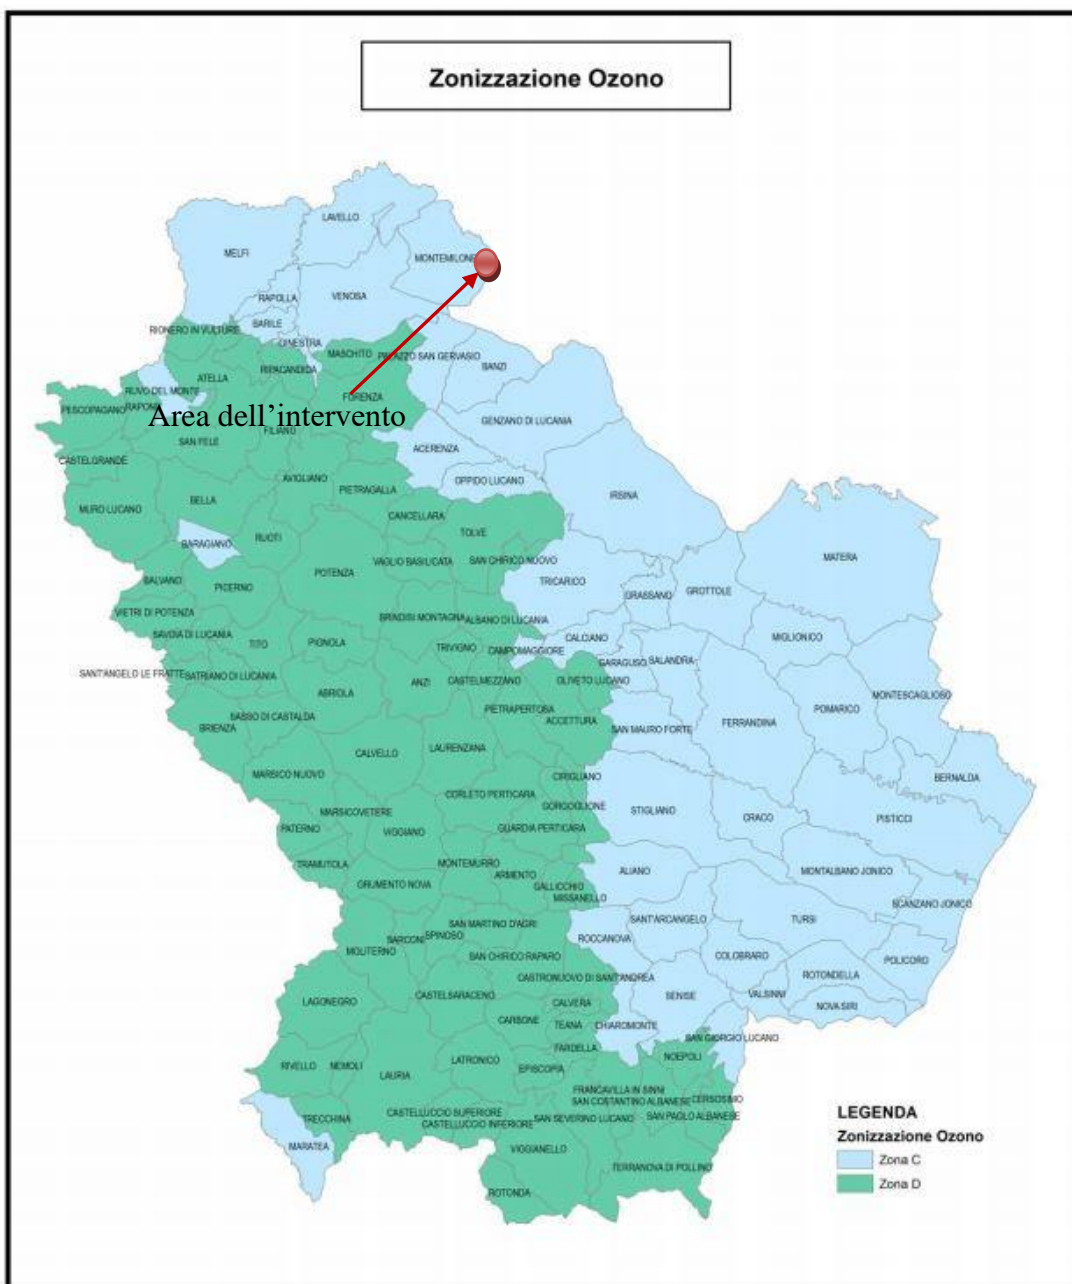 Zonizzazione Ozono
LAVELLO
MELFI
MONTEMILONE
RAPOLLA
VENOSA
BARILE
RIONERO IN VULTURE
GINESTRA
MASCHITO
PALAZZO SAN GERVASIO
RIPACANDIDA
BANZI
ATELLA
RUVO DEL MONTE
FORENZA
PESCOPAGANO
RAPONE
Area dell’intervento
GENZANO DI LUCANIA
FILIANO
SAN FELE
ACERENZA
CASTELGRANDE
AVIGLIANO
OPPIDO LUCANO
PIETRAGALLA
IRSINA
BELLA
MURO LUCANO
CANCELLARA
TOLVE
BARAGIANO
RUOTI
MATERA
VAGLIO BASILICATA
SAN CHIRICO NUOVO
POTENZA
BALVANO
TRICARICO
PICERNO
GRASSANO
GROTTOLE
VIETRI DI POTENZA
BRINDISI MONTAGNA
ALBANO DI LUCANIA
SAVOIA DI LUCANIA
TITO
PIGNOLA
CALCIANO
MIGLIONICO
TRIVIGNO
CAMPOMAGGIORE
GARAGUSO
SALANDRA
SANT'ANGELO LE FRATTE
SATRIANO DI LUCANIA
ANZI
CASTELMEZZANO
OLIVETO LUCANO
ABRIOLA
MONTESCAGLIOSO
PIETRAPERTOSA
POMARICO
SASSO DI CASTALDA
ACCETTURA
BRIENZA
SAN MAURO FORTE
FERRANDINA
CALVELLO
LAURENZANA
MARSICO NUOVO
CIRIGLIANO
BERNALDA
CORLETO PERTICARA
GORGOGLIONE
MARSICOVETERE
STIGLIANO
CRACO
PISTICCI
PATERNO
VIGGIANO
GUARDIA PERTICARA
TRAMUTOLA
MONTEMURRO
ARMENTO
ALIANO
MONTALBANO JONICO
GRUMENTO NOVA
GALLICCHIO
MISSANELLO
SCANZANO JONICO
SAN MARTINO D'AGRI
SANT'ARCANGELO
TURSI
SARCONI
SPINOSO
ROCCANOVA
MOLITERNO
SAN CHIRICO RAPARO
COLOBRARO
POLICORO
CASTRONUOVO DI SANT'ANDREA
ROTONDELLA
LAGONEGRO
CASTELSARACENO
CALVERA
SENISE
VALSINNI
NOVA SIRI
CARBONE
TEANA
CHIAROMONTE
SAN GIORGIO LUCANO
FARDELLA
RIVELLO
NEMOLI
LATRONICO
EPISCOPIA
NOEPOLI
LAURIA
FRANCAVILLA IN SINNI
SAN COSTANTINO ALBANESE
CERSOSIMO
TRECCHINA
CASTELLUCCIO SUPERIORE
CASTELLUCCIO INFERIORE
SAN SEVERINO LUCANO
SAN PAOLO ALBANESE
MARATEA
VIGGIANELLO
TERRANOVA DI POLLINO
ROTONDA
LEGENDA
Zonizzazione Ozono
Zona C
Zona D